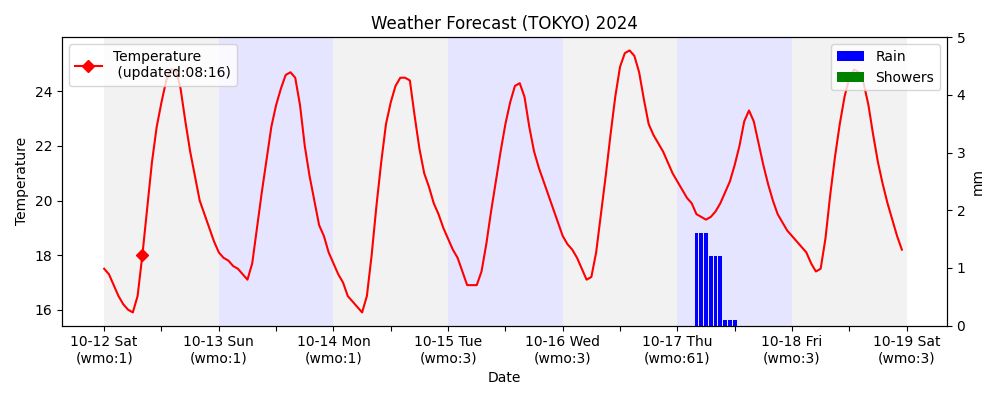 Weather Forecast (TOKYO) 2024
Temperature
(updated:08:16)
Rain
Showers
Temperature
24
22
20
18
16
5
4
3
2
1
0
mm
10-12 Sat
(wmo:1)
10-13 Sun
(wmo:1)
10-14 Mon
(wmo:1)
10-15 Tue
(wmo:3)
10-16 Wed
(wmo:3)
10-17 Thu
(wmo:61)
10-18 Fri
(wmo:3)
10-19 Sat
(wmo:3)
Date